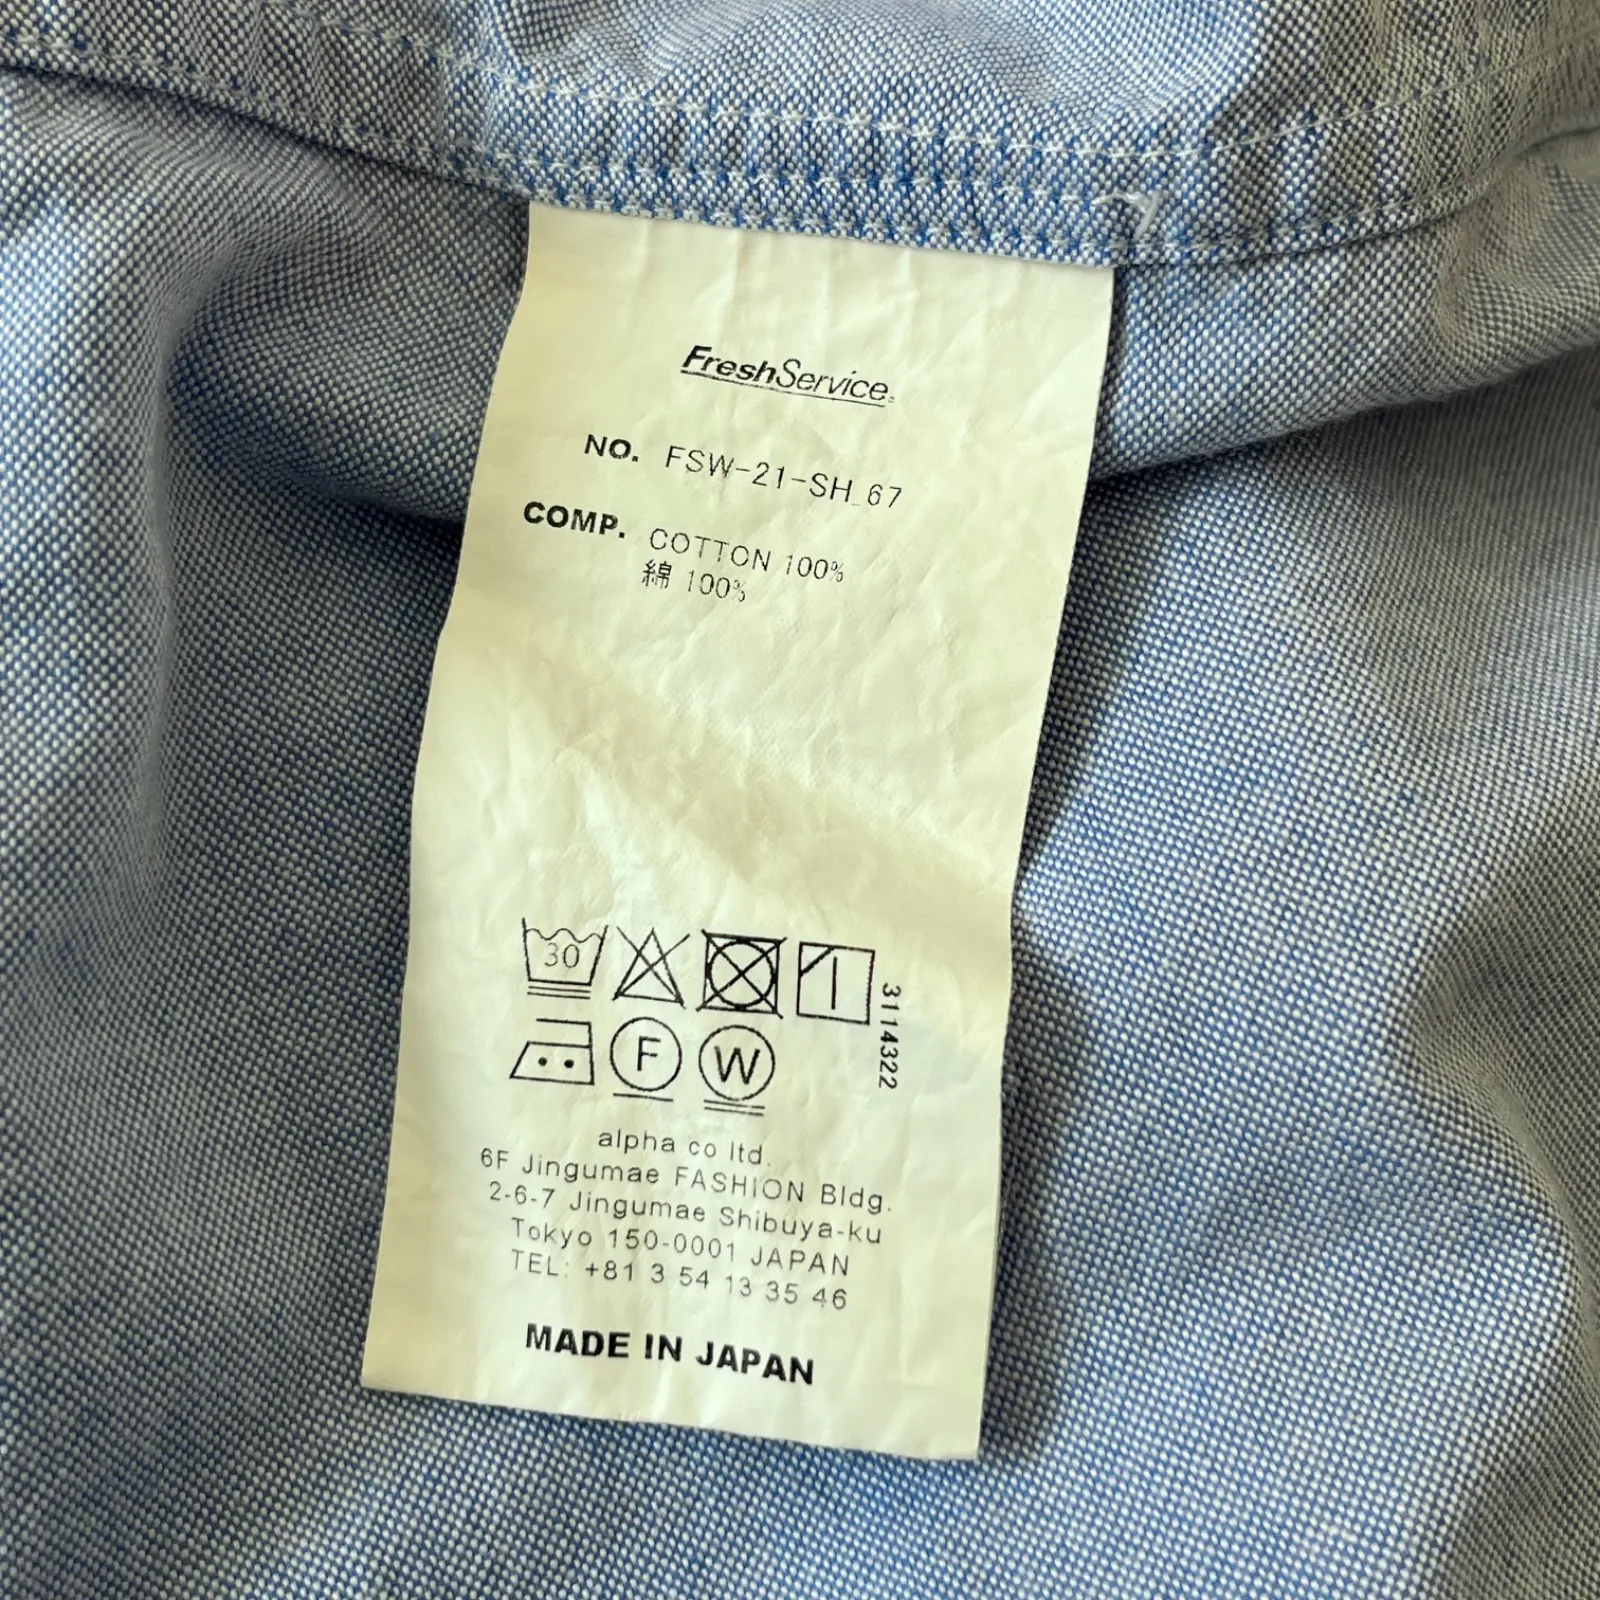 FreshService
NO. FSW-21-SH_67
COMP. COTTON 100%
綿 100%
30
3114322
F W
alpha co ltd.
6F Jingumae FASHION Bldg.
2-6-7 Jingumae Shibuya-ku
Tokyo 150-0001 JAPAN
TEL: +81 3 54 13 35 46
MADE IN JAPAN